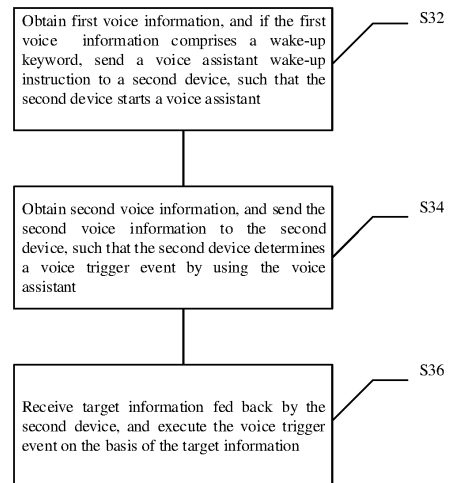 Obtain first voice information, and if the first
voice information comprises a wake-up
keyword, send a voice assistant wake-up
instruction to a second device, such that the
second device starts a voice assistant
S32
Obtain second voice information, and send the
second voice information to the second
device, such that the second device determines
a voice trigger event by using the voice
assistant
S34
Receive target information fed back by the
second device, and execute the voice trigger
event on the basis of the target information
S36